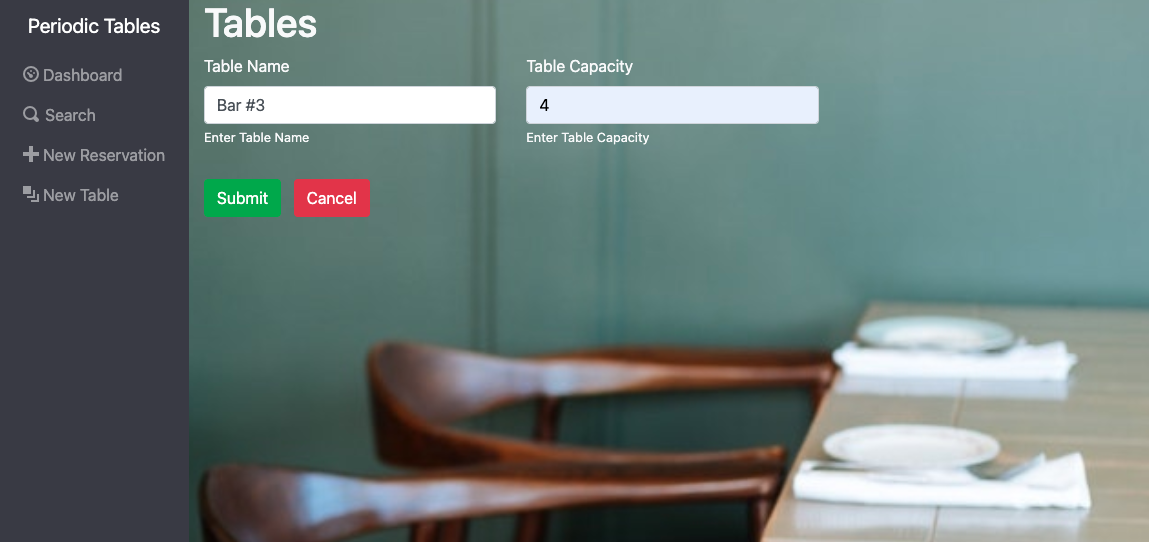 Periodic Tables
Dashboard
Search
New Reservation
New Table
Tables
Table Name
Table Capacity
Bar #3
4
Enter Table Name
Enter Table Capacity
Submit
Cancel